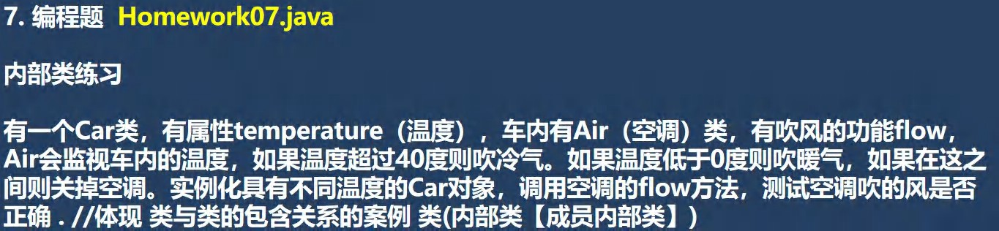 7. 编程题 Homework07.java
内部类练习
有一个Car类，有属性temperature（温度），车内有Air（空调）类，有吹风的功能flow，
Air会监视车内的温度，如果温度超过40度则吹冷气。如果温度低于0度则吹暖气，如果在这之
间则关掉空调。实例化具有不同温度的Car对象，调用空调的flow方法，测试空调吹的风是否
正确 . //体现 类与类的包含关系的案例 类(内部类【成员内部类】)